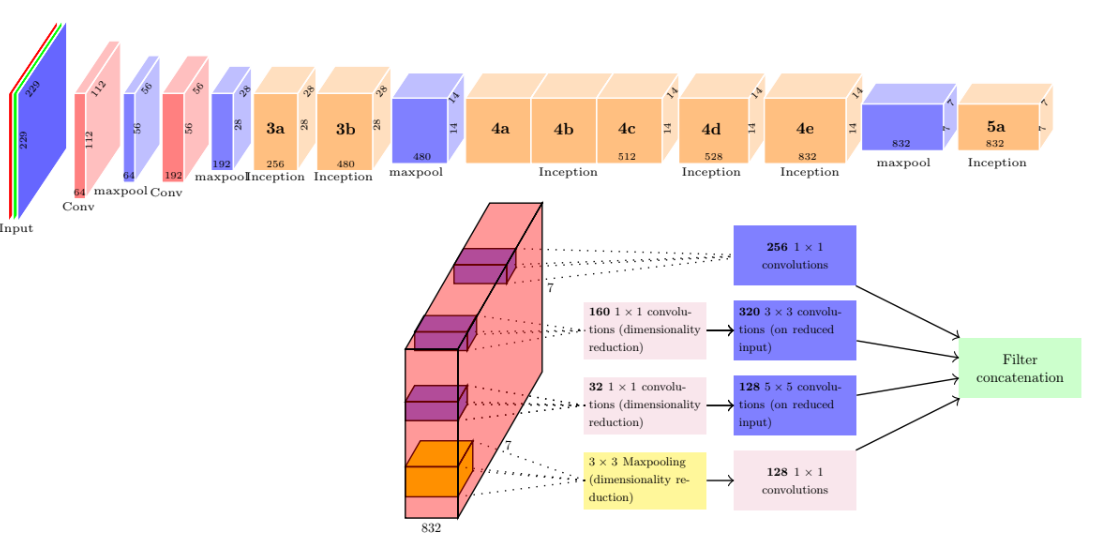 229
229
Input
112
112
64
Conv
56
56
64
maxpool
56
56
192
Conv
28
28
192
maxpool
28
28
3a
256
Inception
28
28
3b
480
Inception
14
14
480
maxpool
4a
4b
4c
14
14
512
Inception
4d
14
14
528
Inception
4e
14
14
832
Inception
7
7
832
maxpool
5a
7
7
832
Inception
7
7
832
256 1 × 1
convolutions
160 1 × 1 convolu-
tions (dimensionality
reduction)
320 3 × 3 convolu-
tions (on reduced
input)
32 1 × 1 convolu-
tions (dimensionality
reduction)
128 5 × 5 convolu-
tions (on reduced
input)
3 × 3 Maxpooling
(dimensionality re-
duction)
128 1 × 1
convolutions
Filter
concatenation